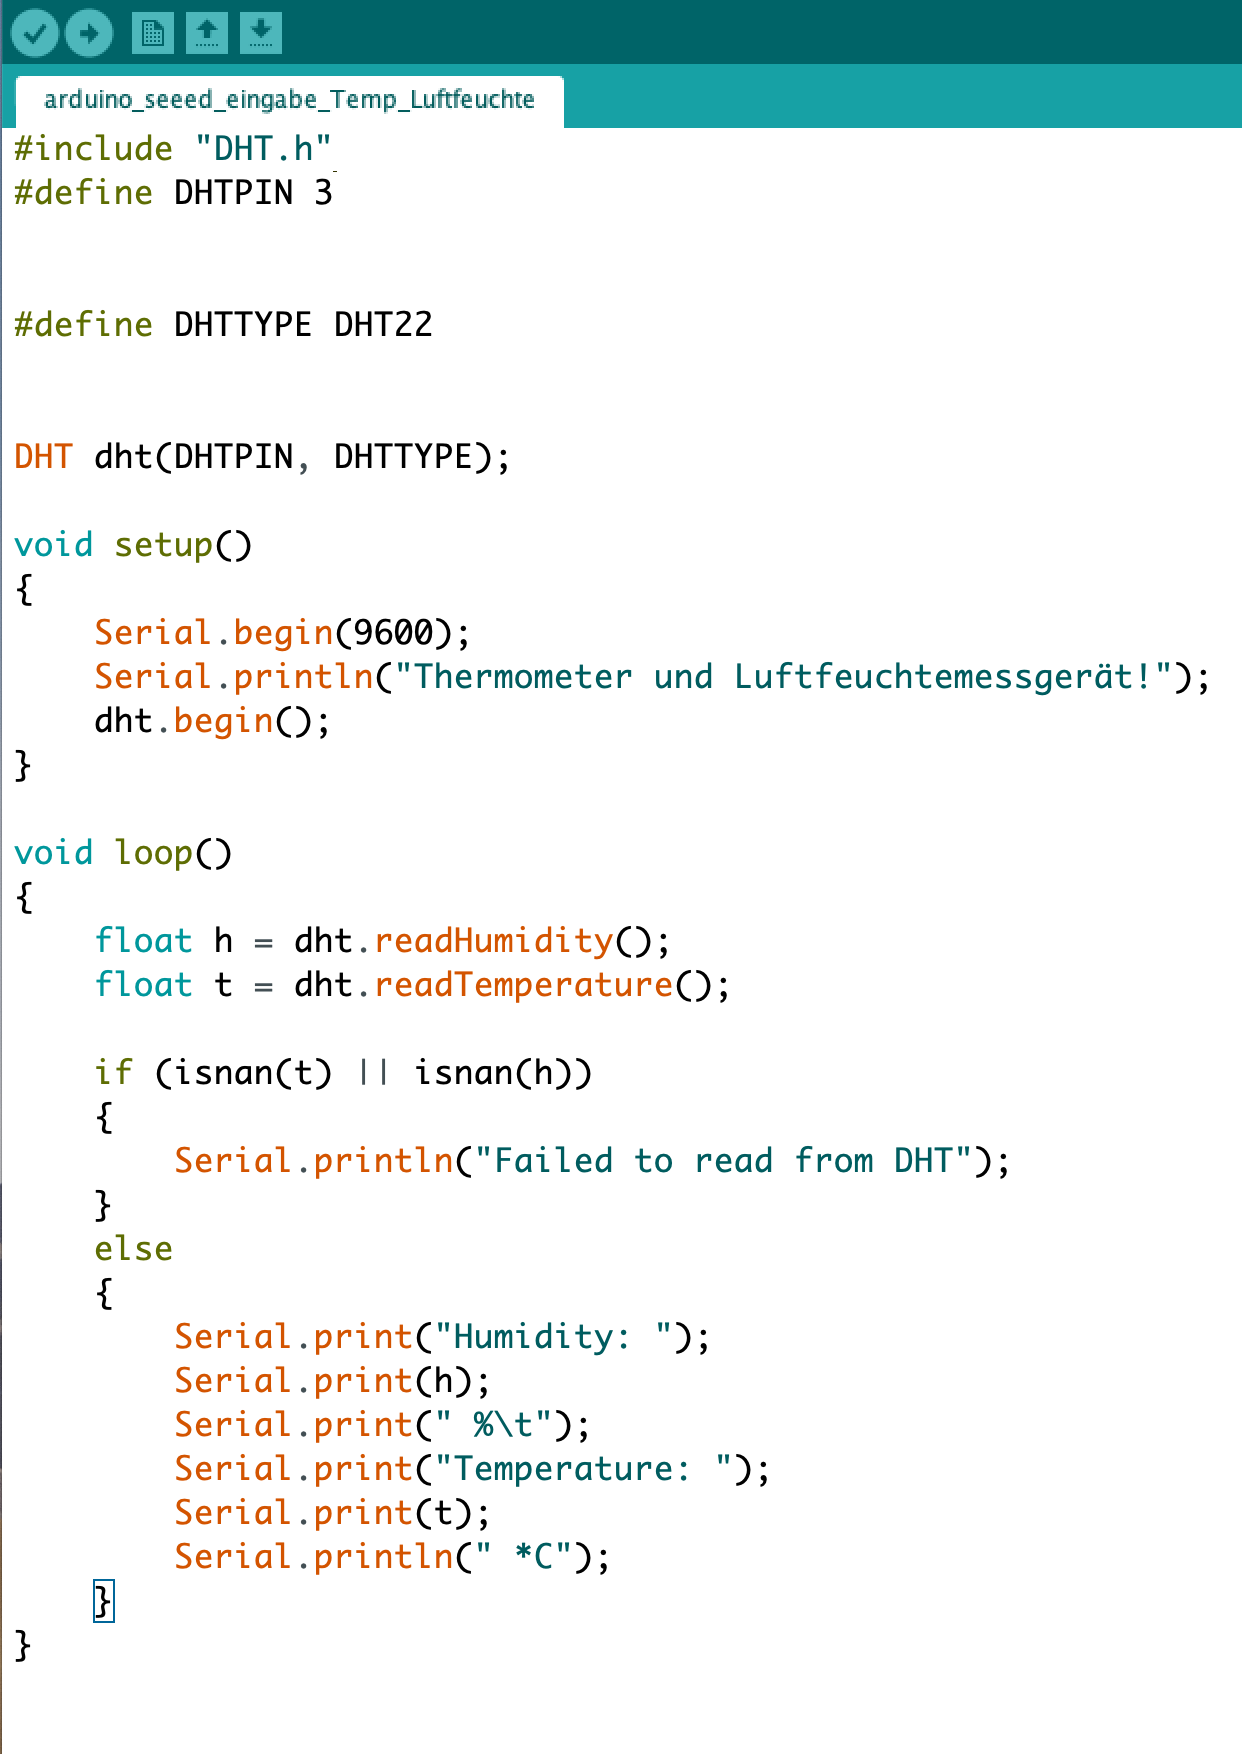 arduino_seeed_eingabe_Temp_Luftfeuchte
#include "DHT.h"
#define DHTPIN 3
#define DHTTYPE DHT22
DHT dht(DHTPIN, DHTTYPE);
void setup()
{
    Serial.begin(9600);
    Serial.println("Thermometer und Luftfeuchtemessgerät!");
    dht.begin();
}
void loop()
{
    float h = dht.readHumidity();
    float t = dht.readTemperature();
    if (isnan(t) || isnan(h))
    {
        Serial.println("Failed to read from DHT");
    }
    else
    {
        Serial.print("Humidity: ");
        Serial.print(h);
        Serial.print(" %\t");
        Serial.print("Temperature: ");
        Serial.print(t);
        Serial.println(" *C");
    }
}